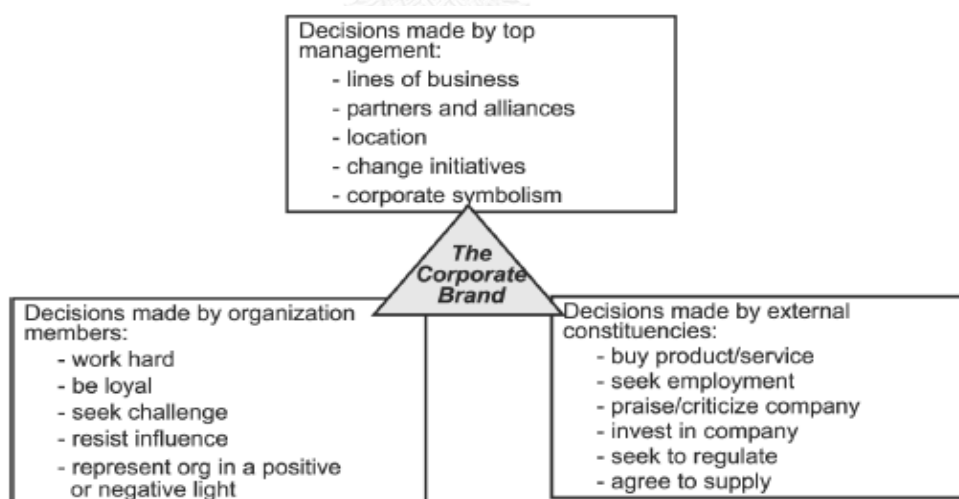 Decisions made by top
management:
- lines of business
- partners and alliances
- location
- change initiatives
- corporate symbolism
The
Corporate
Brand
Decisions made by organization
members:
- work hard
- be loyal
- seek challenge
- resist influence
- represent org in a positive
or negative light
Decisions made by external
constituencies:
- buy product/service
- seek employment
- praise/criticize company
- invest in company
- seek to regulate
- agree to supply